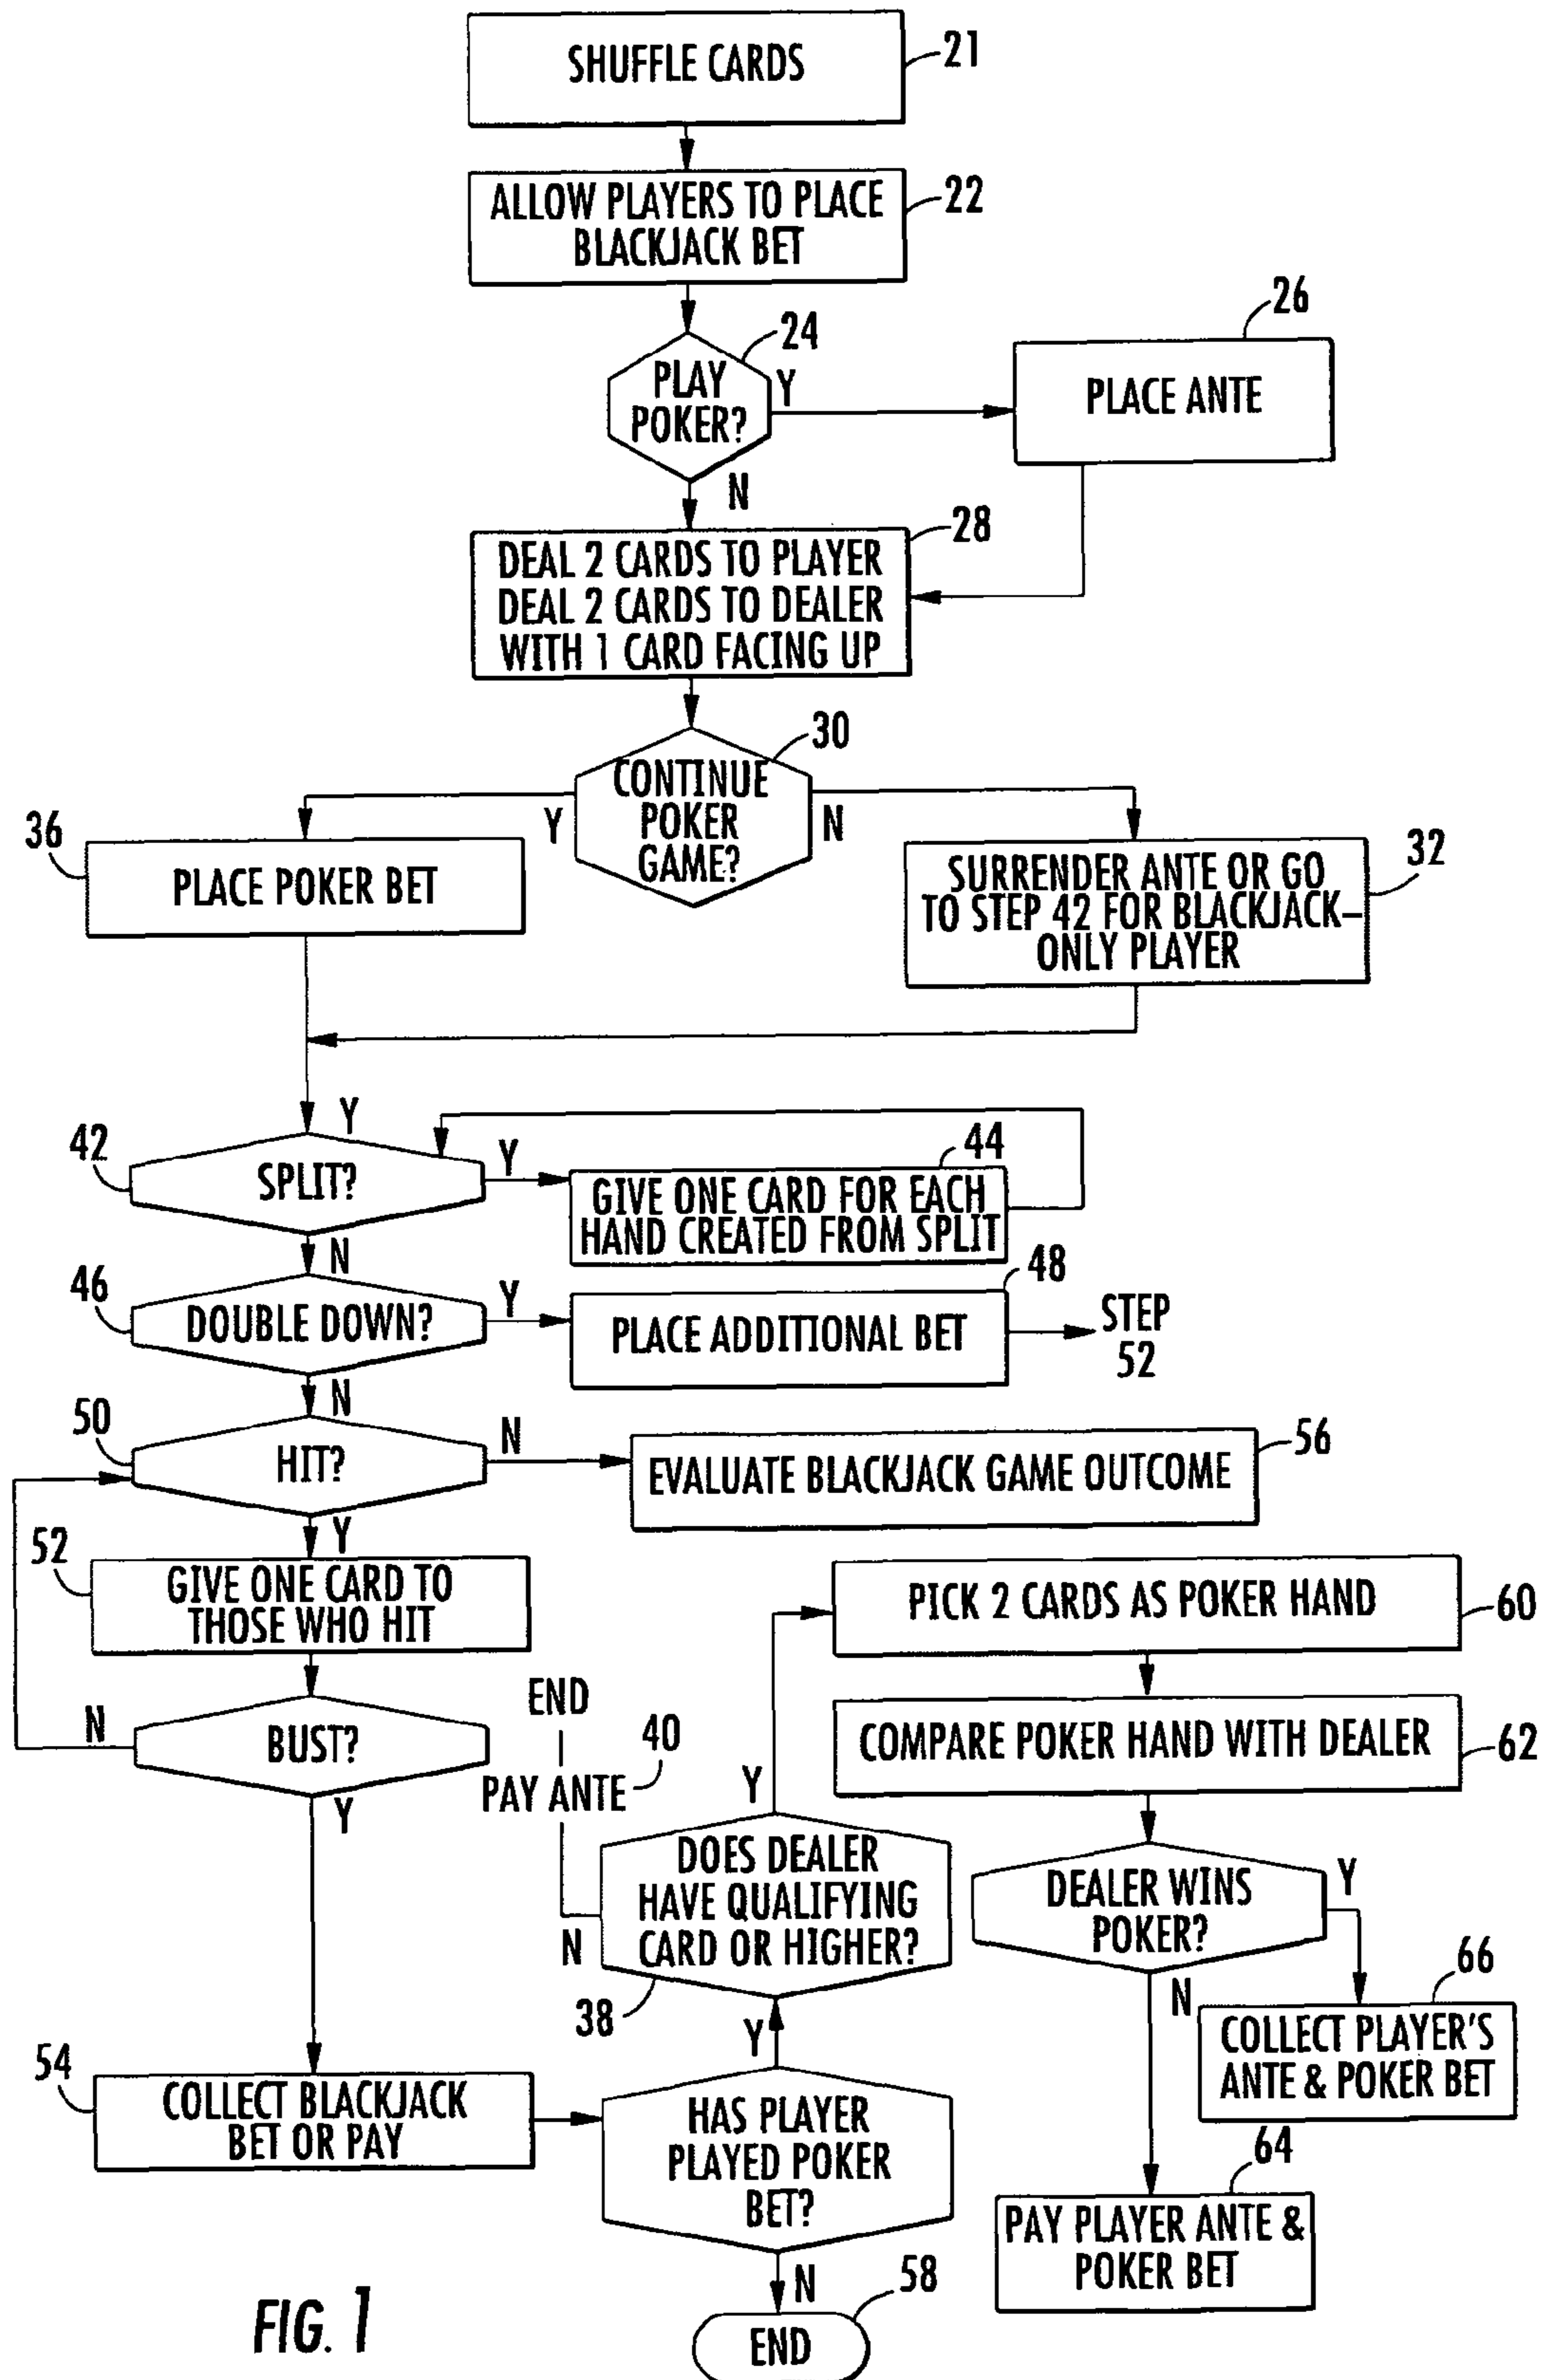 SHUFFLE CARDS
21
ALLOW PLAYERS TO PLACE
BLACKJACK BET
22
24
PLAY
POKER?
Y
26
PLACE ANTE
N
28
DEAL 2 CARDS TO PLAYER
DEAL 2 CARDS TO DEALER
WITH 1 CARD FACING UP
30
CONTINUE
POKER
GAME?
Y
N
36
PLACE POKER BET
32
SURRENDER ANTE OR GO
TO STEP 42 FOR BLACKJACK–
ONLY PLAYER
Y
42
SPLIT?
Y
44
GIVE ONE CARD FOR EACH
HAND CREATED FROM SPLIT
N
46
DOUBLE DOWN?
Y
48
PLACE ADDITIONAL BET
STEP
52
N
50
HIT?
N
56
EVALUATE BLACKJACK GAME OUTCOME
Y
52
GIVE ONE CARD TO
THOSE WHO HIT
PICK 2 CARDS AS POKER HAND
60
N
BUST?
Y
END
PAY ANTE
40
COMPARE POKER HAND WITH DEALER
62
Y
DOES DEALER
HAVE QUALIFYING
CARD OR HIGHER?
N
38
DEALER WINS
POKER?
Y
N
66
COLLECT PLAYER'S
ANTE & POKER BET
Y
54
COLLECT BLACKJACK
BET OR PAY
HAS PLAYER
PLAYED POKER
BET?
64
PAY PLAYER ANTE &
POKER BET
N
58
END
FIG. 1